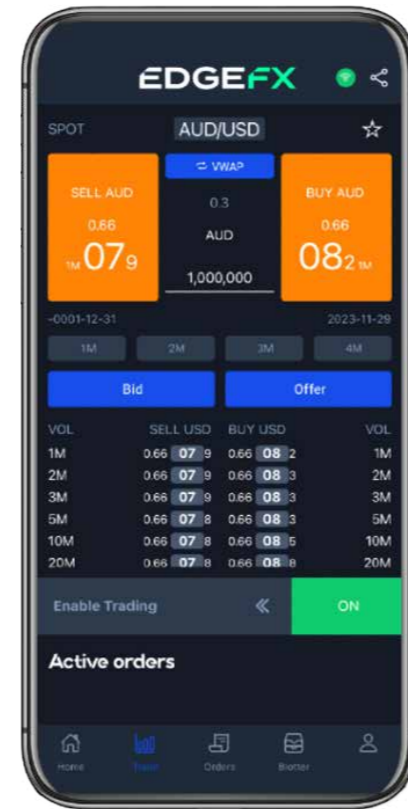 EDGEFX
SPOT AUD/USD
VWAP
SELL AUD 0.3 BUY AUD
0.66 AUD 0.66
1M 079 1,000,000 082 1M
-0001-12-31 2023-11-29
1M 2M 3M 4M
Bid Offer
VOL SELL USD BUY USD VOL
1M 0.66 07 9 0.66 08 2 1M
2M 0.66 07 9 0.66 08 3 2M
3M 0.66 07 9 0.66 08 3 3M
5M 0.66 07 8 0.66 08 3 5M
10M 0.66 07 8 0.66 08 5 10M
20M 0.66 07 8 0.66 08 8 20M
Enable Trading ON
Active orders
Home Trade Orders Blotter